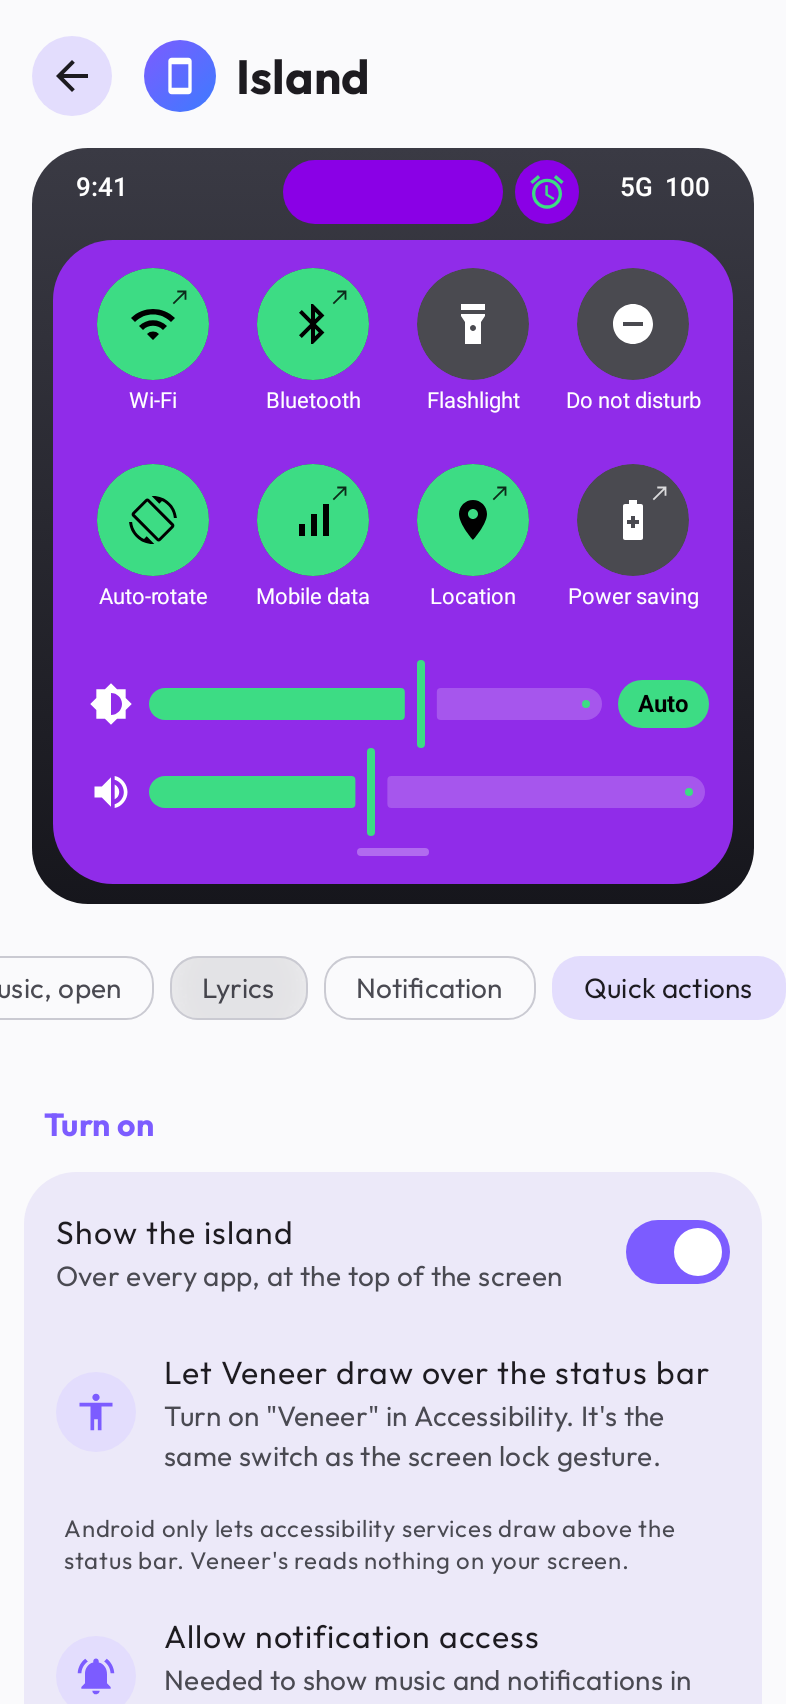 Island
9:41
5G 100
Wi-Fi
Bluetooth
Flashlight
Do not disturb
Auto-rotate
Mobile data
Location
Power saving
Auto
usic, open
Lyrics
Notification
Quick actions
Turn on
Show the island
Over every app, at the top of the screen
Let Veneer draw over the status bar
Turn on "Veneer" in Accessibility. It's the
same switch as the screen lock gesture.
Android only lets accessibility services draw above the
status bar. Veneer's reads nothing on your screen.
Allow notification access
Needed to show music and notifications in